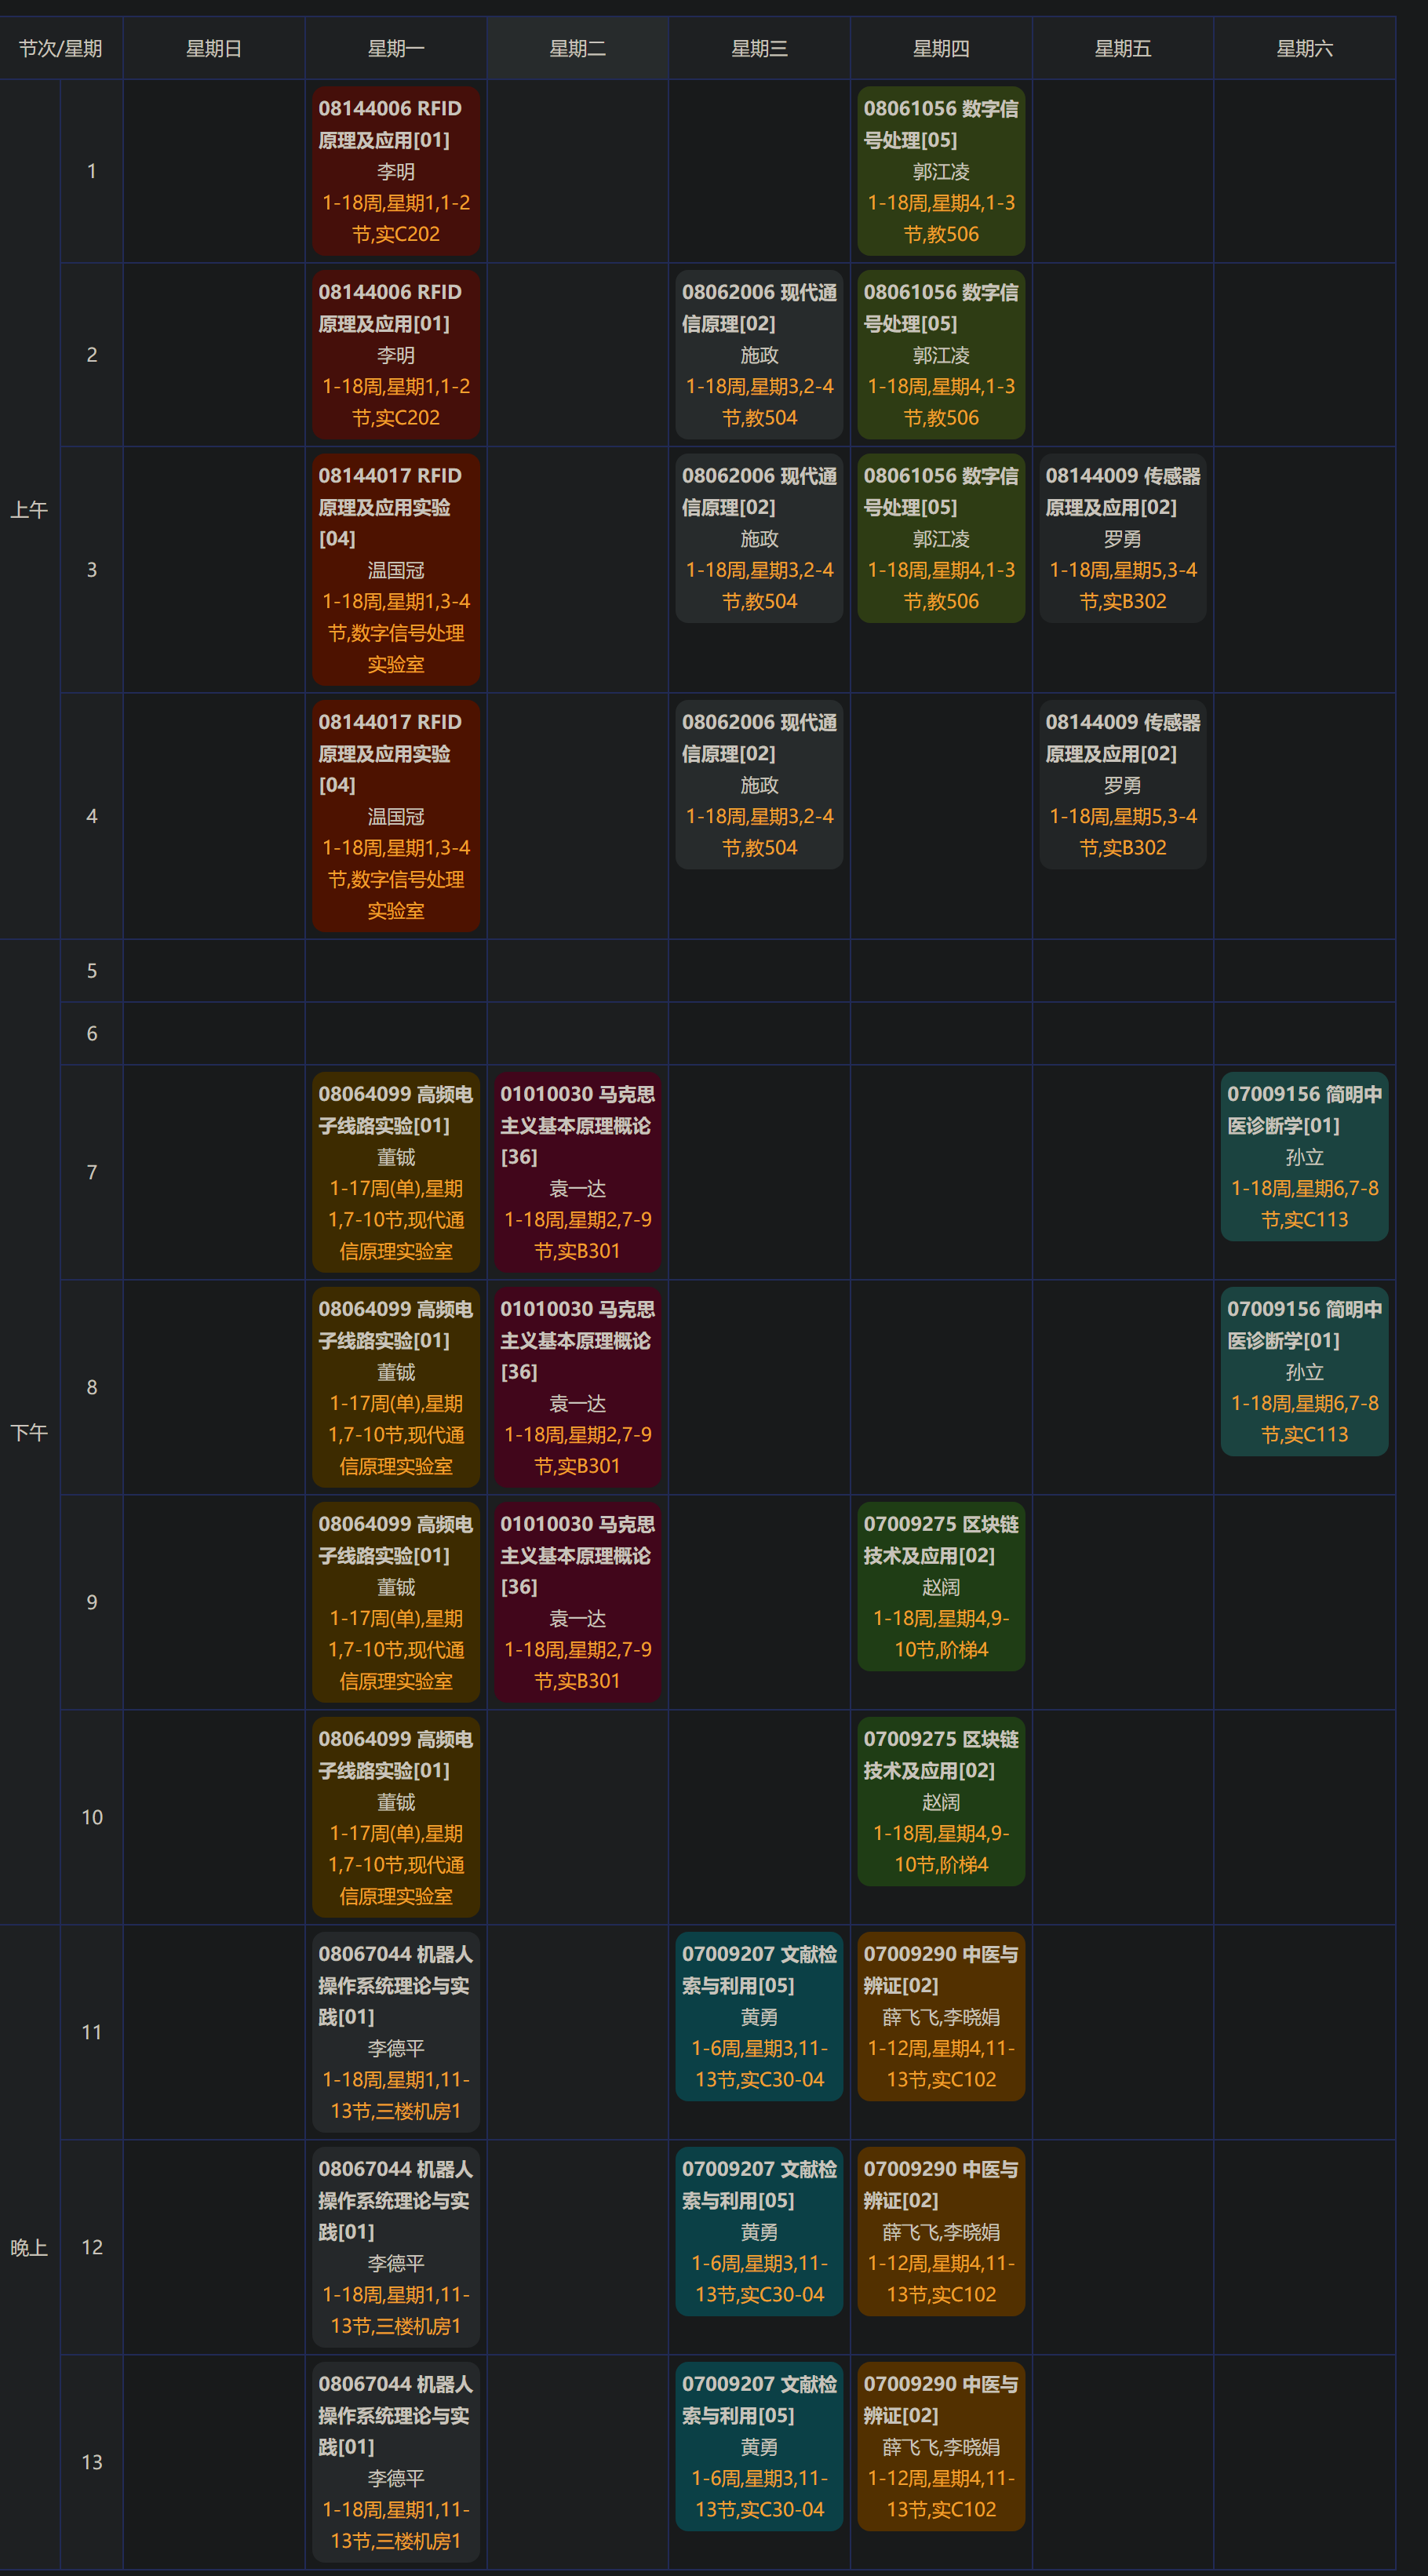 节次/星期
星期日
星期一
星期二
星期三
星期四
星期五
星期六
上午
1
08144006 RFID
原理及应用[01]
李明
1-18周,星期1,1-2
节,实C202
08061056 数字信
号处理[05]
郭江凌
1-18周,星期4,1-3
节,教506
2
08144006 RFID
原理及应用[01]
李明
1-18周,星期1,1-2
节,实C202
08062006 现代通
信原理[02]
施政
1-18周,星期3,2-4
节,教504
08061056 数字信
号处理[05]
郭江凌
1-18周,星期4,1-3
节,教506
3
08144017 RFID
原理及应用实验
[04]
温国冠
1-18周,星期1,3-4
节,数字信号处理
实验室
08062006 现代通
信原理[02]
施政
1-18周,星期3,2-4
节,教504
08061056 数字信
号处理[05]
郭江凌
1-18周,星期4,1-3
节,教506
08144009 传感器
原理及应用[02]
罗勇
1-18周,星期5,3-4
节,实B302
4
08144017 RFID
原理及应用实验
[04]
温国冠
1-18周,星期1,3-4
节,数字信号处理
实验室
08062006 现代通
信原理[02]
施政
1-18周,星期3,2-4
节,教504
08144009 传感器
原理及应用[02]
罗勇
1-18周,星期5,3-4
节,实B302
下午
5
6
7
08064099 高频电
子线路实验[01]
董铖
1-17周(单),星期
1,7-10节,现代通
信原理实验室
01010030 马克思
主义基本原理概论
[36]
袁一达
1-18周,星期2,7-9
节,实B301
07009156 简明中
医诊断学[01]
孙立
1-18周,星期6,7-8
节,实C113
8
08064099 高频电
子线路实验[01]
董铖
1-17周(单),星期
1,7-10节,现代通
信原理实验室
01010030 马克思
主义基本原理概论
[36]
袁一达
1-18周,星期2,7-9
节,实B301
07009156 简明中
医诊断学[01]
孙立
1-18周,星期6,7-8
节,实C113
9
08064099 高频电
子线路实验[01]
董铖
1-17周(单),星期
1,7-10节,现代通
信原理实验室
01010030 马克思
主义基本原理概论
[36]
袁一达
1-18周,星期2,7-9
节,实B301
07009275 区块链
技术及应用[02]
赵阔
1-18周,星期4,9-
10节,阶梯4
10
08064099 高频电
子线路实验[01]
董铖
1-17周(单),星期
1,7-10节,现代通
信原理实验室
07009275 区块链
技术及应用[02]
赵阔
1-18周,星期4,9-
10节,阶梯4
晚上
11
08067044 机器人
操作系统理论与实
践[01]
李德平
1-18周,星期1,11-
13节,三楼机房1
07009207 文献检
索与利用[05]
黄勇
1-6周,星期3,11-
13节,实C30-04
07009290 中医与
辨证[02]
薛飞飞,李晓娟
1-12周,星期4,11-
13节,实C102
12
08067044 机器人
操作系统理论与实
践[01]
李德平
1-18周,星期1,11-
13节,三楼机房1
07009207 文献检
索与利用[05]
黄勇
1-6周,星期3,11-
13节,实C30-04
07009290 中医与
辨证[02]
薛飞飞,李晓娟
1-12周,星期4,11-
13节,实C102
13
08067044 机器人
操作系统理论与实
践[01]
李德平
1-18周,星期1,11-
13节,三楼机房1
07009207 文献检
索与利用[05]
黄勇
1-6周,星期3,11-
13节,实C30-04
07009290 中医与
辨证[02]
薛飞飞,李晓娟
1-12周,星期4,11-
13节,实C102